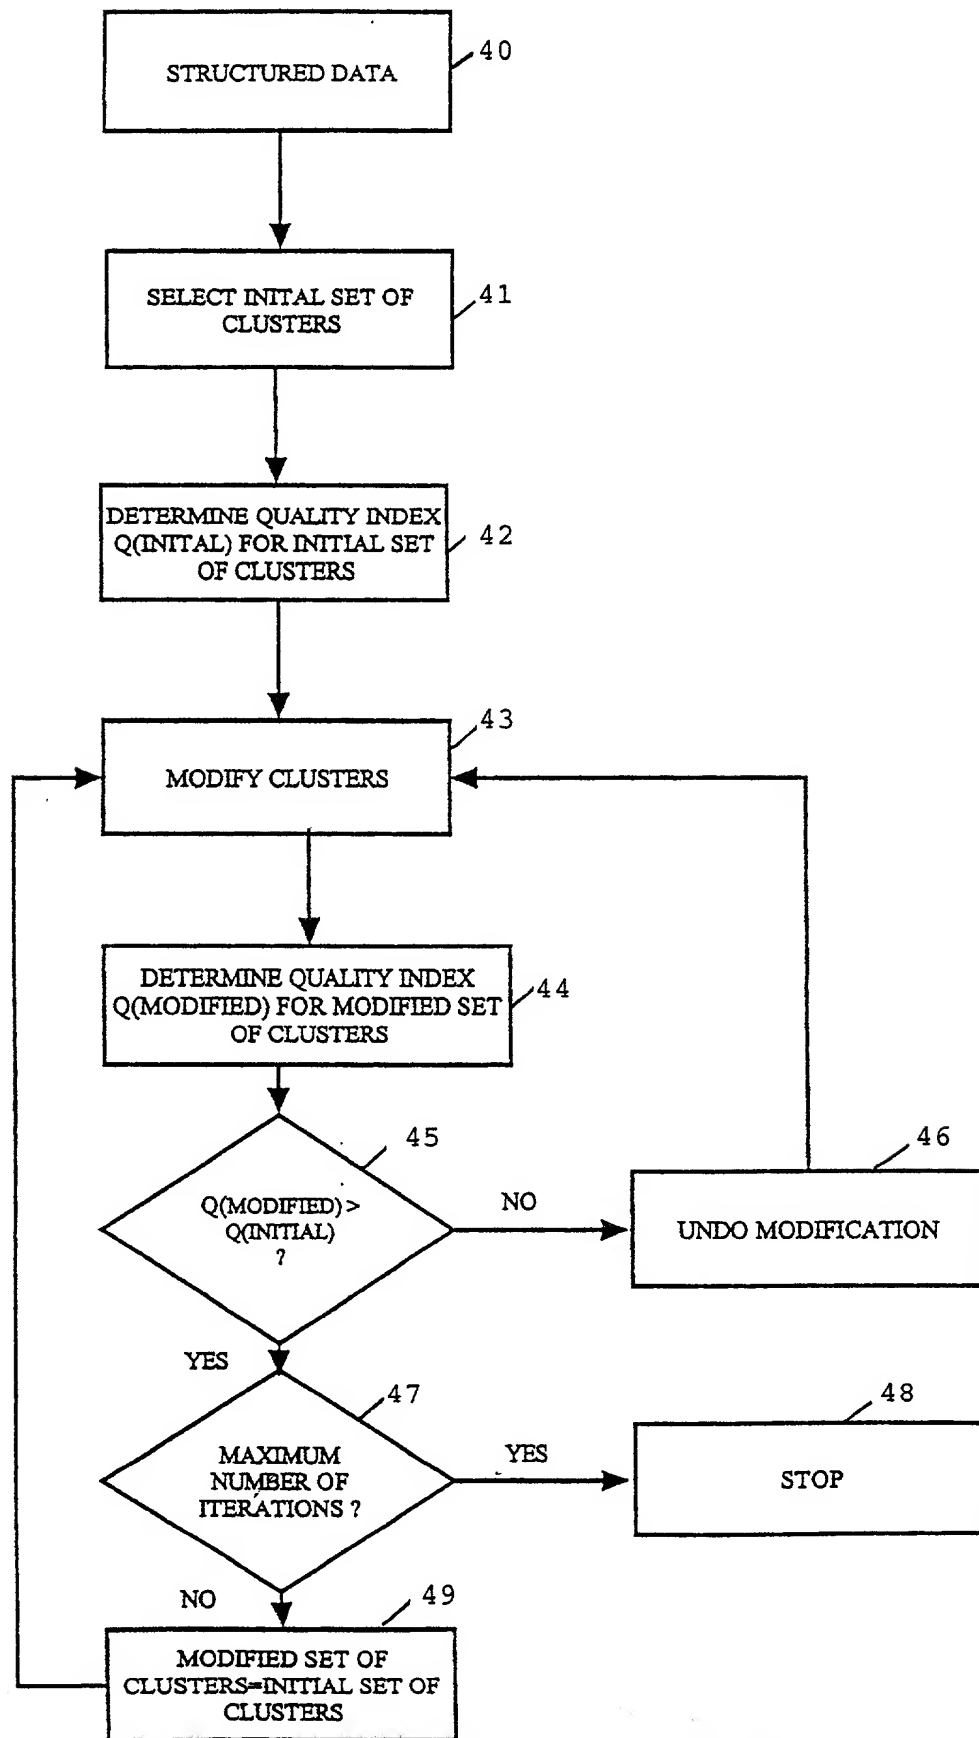 STRUCTURED DATA
40
SELECT INITAL SET OF
CLUSTERS
41
DETERMINE QUALITY INDEX
Q(INITAL) FOR INITIAL SET
OF CLUSTERS
42
43
MODIFY CLUSTERS
DETERMINE QUALITY INDEX
Q(MODIFIED) FOR MODIFIED SET
OF CLUSTERS
44
45
Q(MODIFIED) >
Q(INITIAL)
?
NO
46
UNDO MODIFICATION
YES
47
MAXIMUM
NUMBER OF
ITERATIONS ?
YES
48
STOP
NO
49
MODIFIED SET OF
CLUSTERS=INITIAL SET OF
CLUSTERS